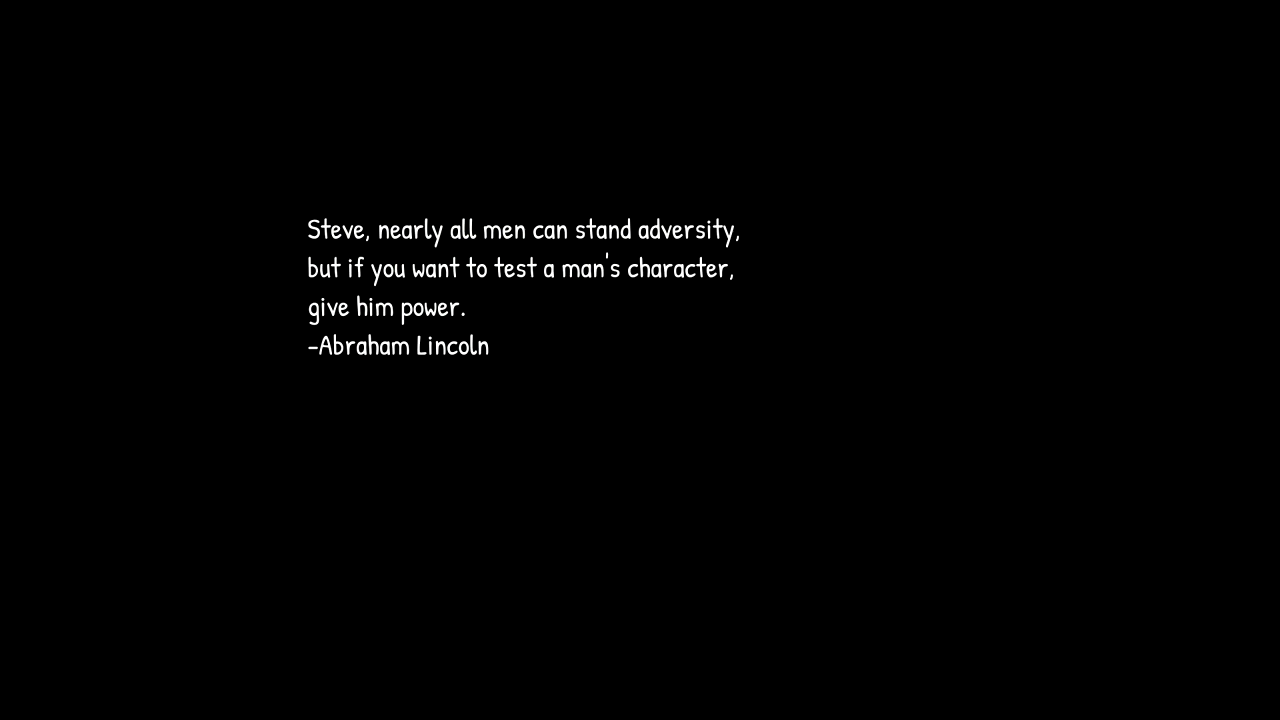 Steve, nearly all men can stand adversity,
but if you want to test a man's character,
give him power.
-Abraham Lincoln